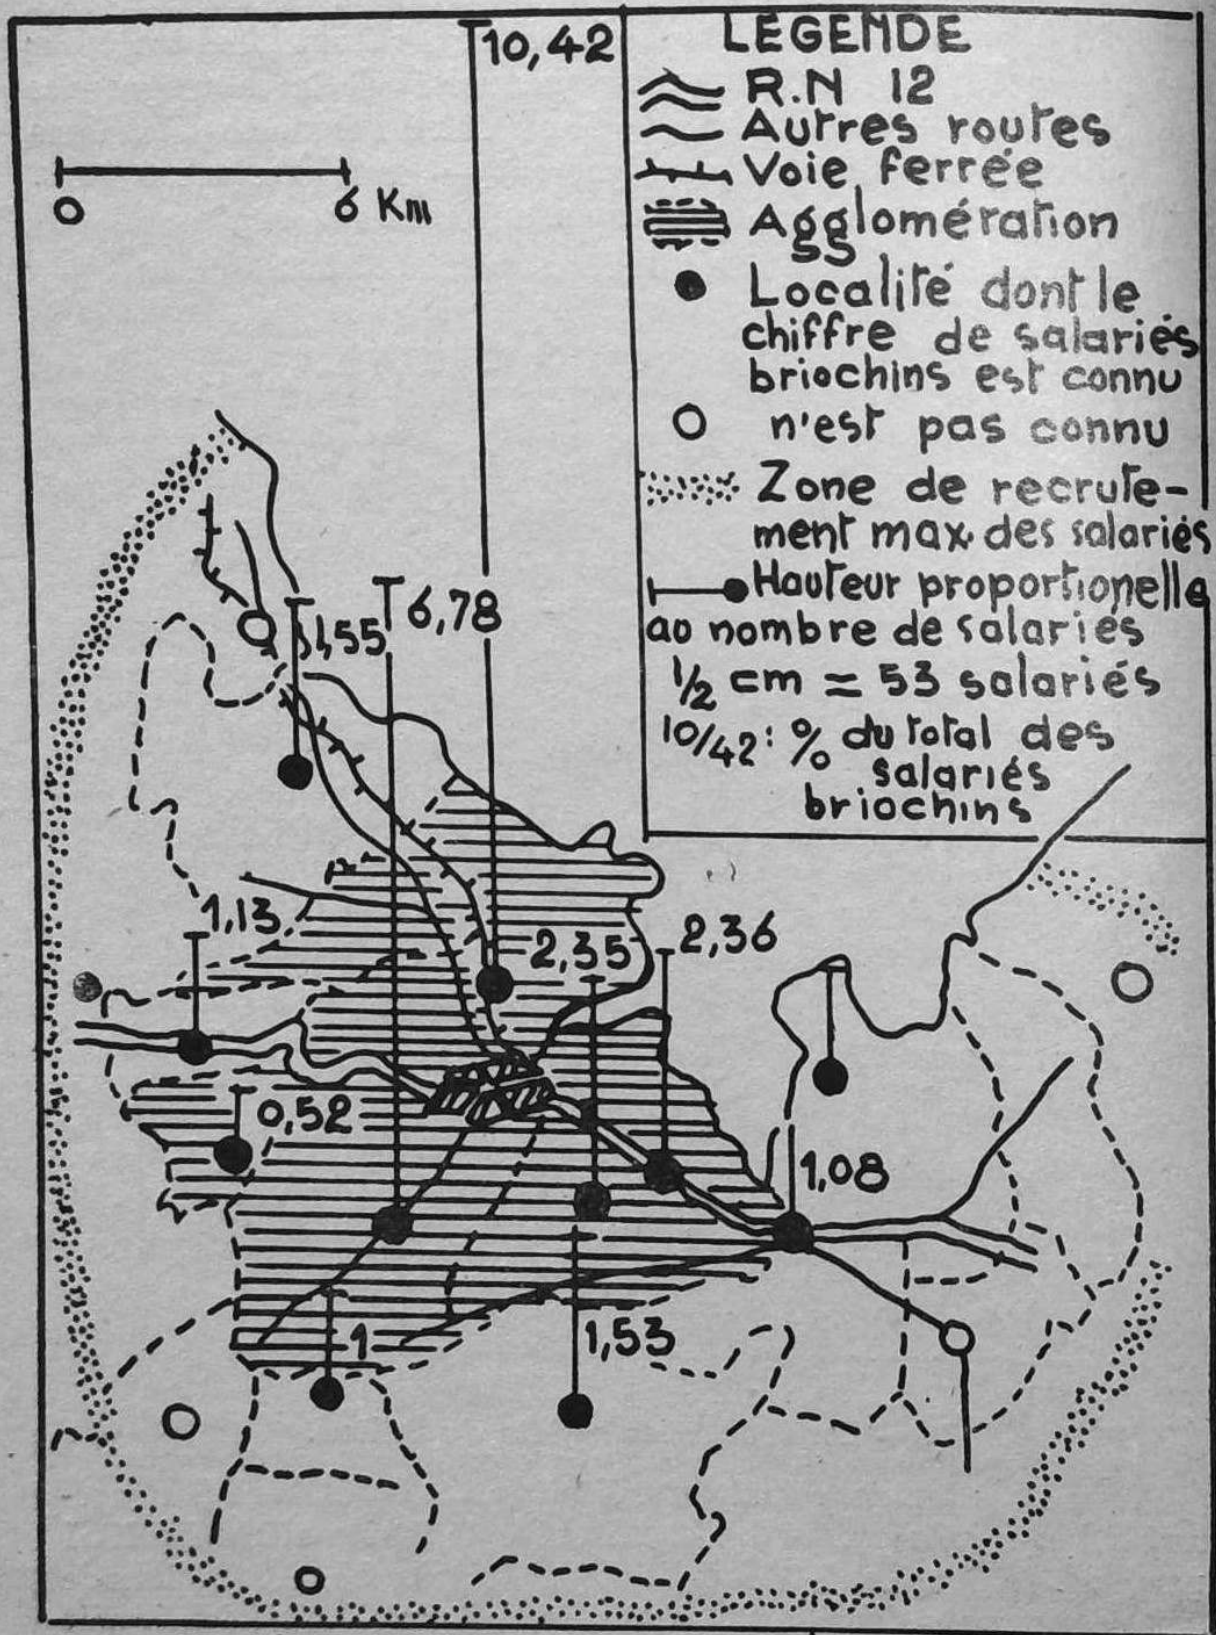 10,42
0 6 Km
LEGENDE
R.N 12
Autres routes
Voie ferrée
Agglomération
Localité dont le
chiffre de salariés
briochins est connu
n'est pas connu
Zone de recrute-
ment max. des salariés
Hauteur proportionelle
au nombre de salariés
1/2 cm = 53 salariés
10/42 : % du total des
salariés
briochins
6,78
1,13
2,35
2,36
0,52
1,08
1
1,53